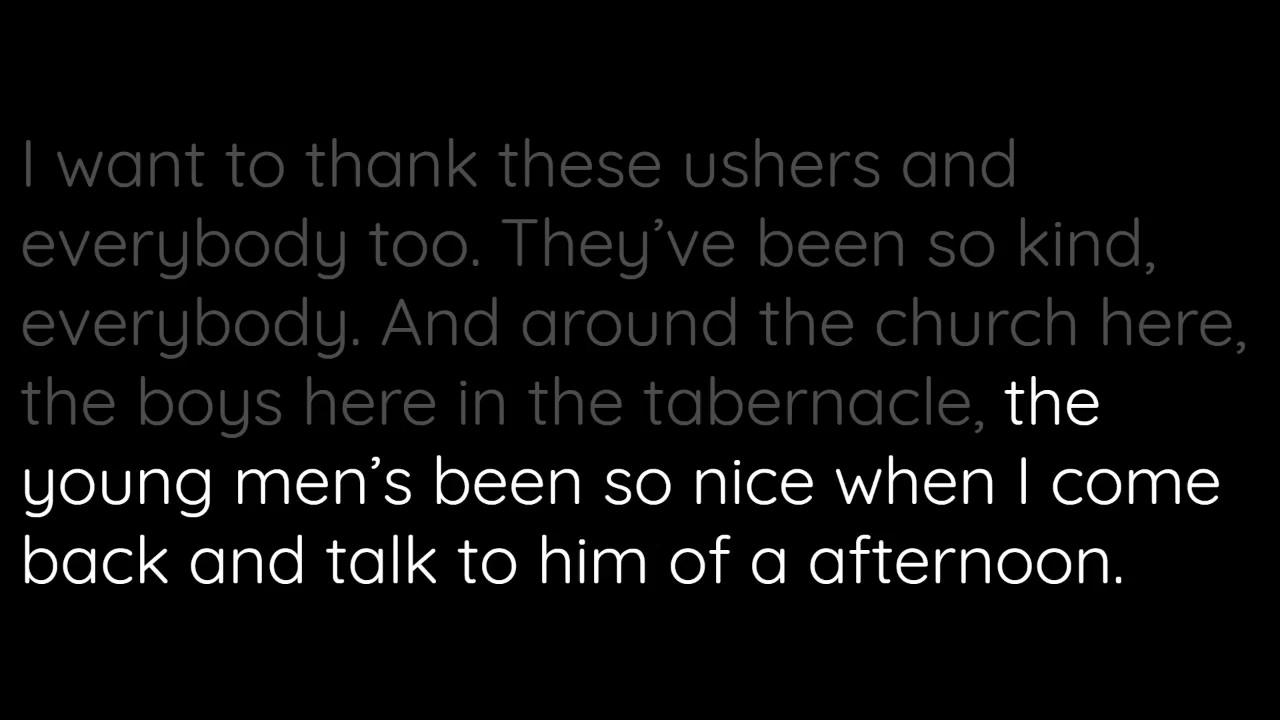 I want to thank these ushers and
everybody too. They’ve been so kind,
everybody. And around the church here,
the boys here in the tabernacle, the
young men’s been so nice when I come
back and talk to him of a afternoon.